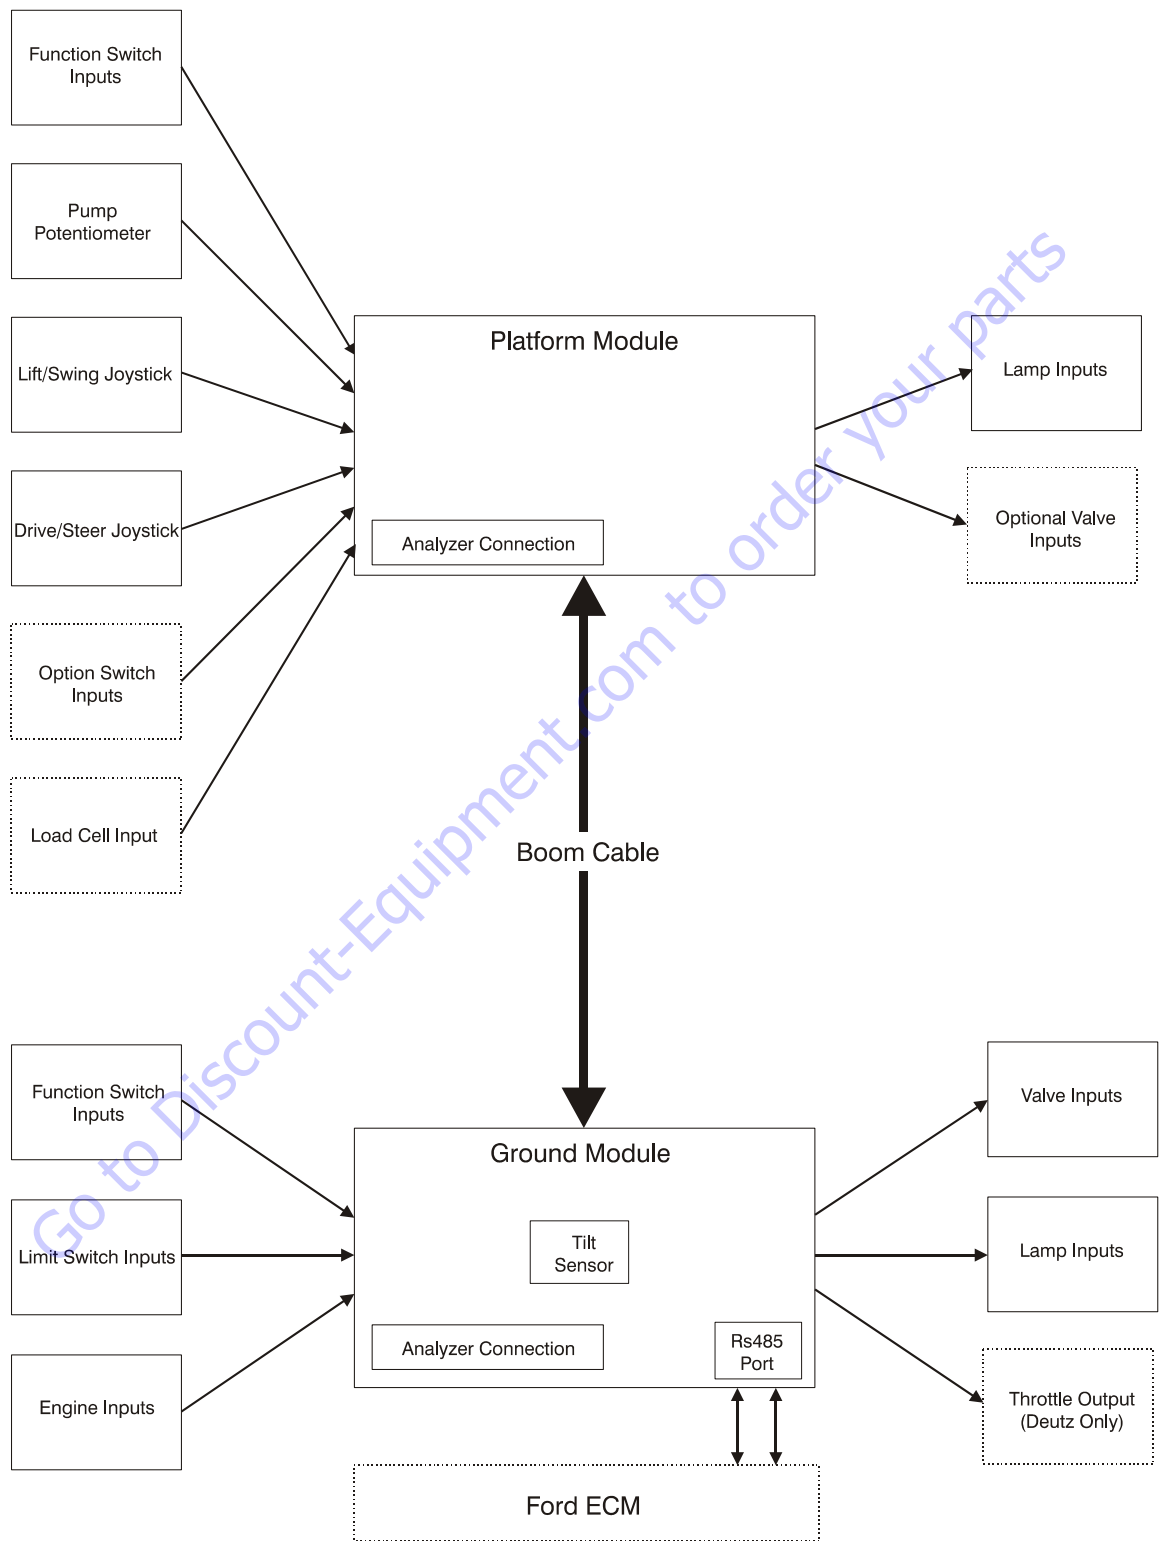 Function Switch
Inputs
Pump
Potentiometer
Lift/Swing Joystick
Drive/Steer Joystick
Option Switch
Inputs
Load Cell Input
Platform Module
Analyzer Connection
Lamp Inputs
Optional Valve
Inputs
Boom Cable
Function Switch
Inputs
Limit Switch Inputs
Engine Inputs
Ground Module
Tilt
Sensor
Analyzer Connection
Rs485
Port
Valve Inputs
Lamp Inputs
Throttle Output
(Deutz Only)
Ford ECM
Go to Discount-Equipment.com to order your parts